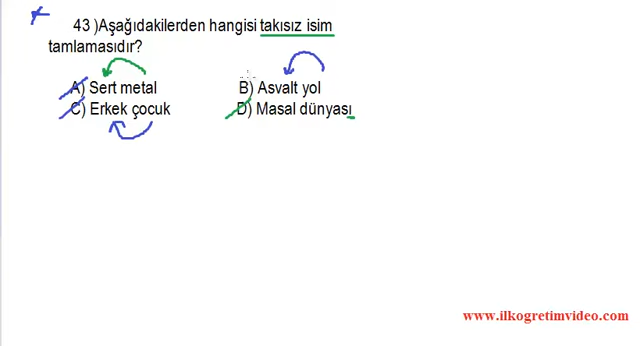 43 )Aşağıdakilerden hangisi takısız isim
tamlamasıdır?
A) Sert metal B) Asvalt yol
C) Erkek çocuk D) Masal dünyası
www.ilkogretimvideo.com